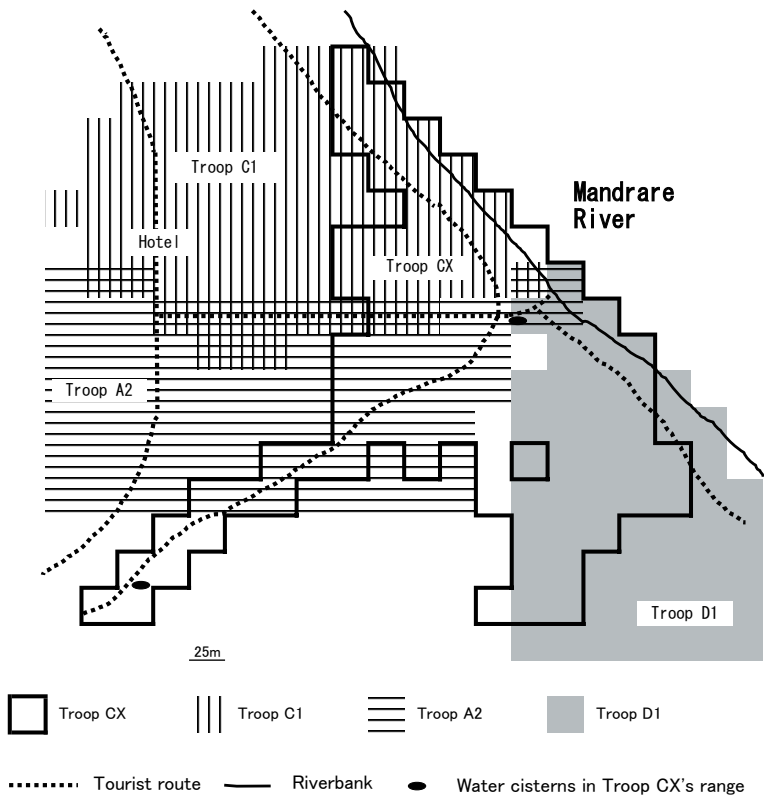 Troop C1
Mandrare
River
Hotel
Troop CX
Troop A2
Troop D1
25m
Troop CX
Troop C1
Troop A2
Troop D1
Tourist route
Riverbank
Water cisterns in Troop CX's range